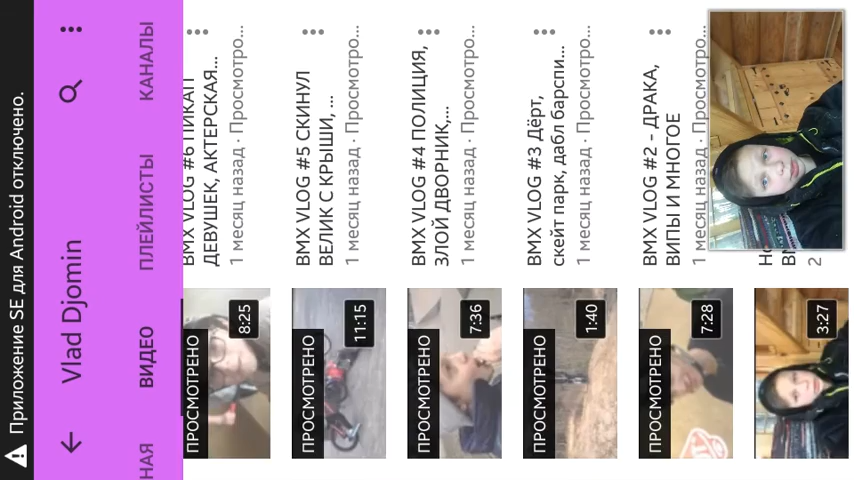 Приложение SE для Android отключено.
Vlad Djomin
НАЯ ВИДЕО ПЛЕЙЛИСТЫ КАНАЛЫ
BMX VLOG #6 ПИКАП
ДЕВУШЕК, АКТЕРСКАЯ...
1 месяц назад · Просмотро...
ПРОСМОТРЕНО
8:25
BMX VLOG #5 СКИНУЛ
ВЕЛИК С КРЫШИ, ...
1 месяц назад · Просмотро...
ПРОСМОТРЕНО
11:15
BMX VLOG #4 ПОЛИЦИЯ,
ЗЛОЙ ДВОРНИК,...
1 месяц назад · Просмотро...
ПРОСМОТРЕНО
7:36
BMX VLOG #3 Дёрт,
скейт парк, дабл барспи...
1 месяц назад · Просмотро...
ПРОСМОТРЕНО
1:40
BMX VLOG #2 - ДРАКА,
ВИПЫ И МНОГОЕ
1 месяц назад · Просмотро...
ПРОСМОТРЕНО
7:28
2
3:27